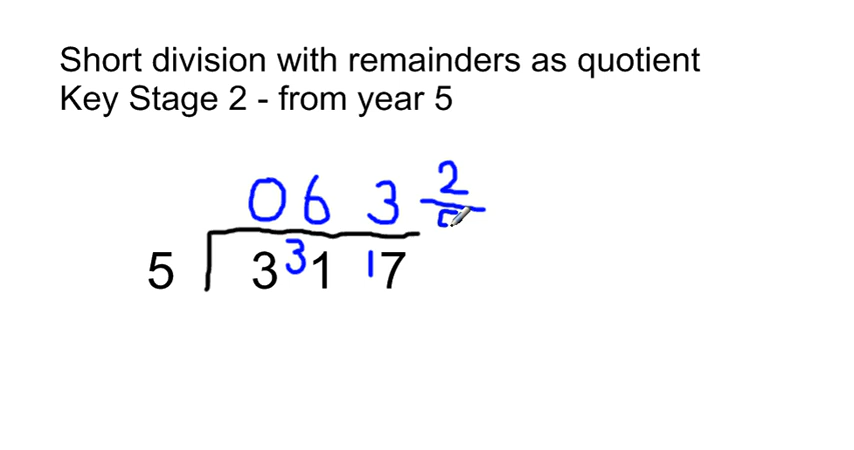 Short division with remainders as quotient
Key Stage 2 - from year 5
0 6 3 2
5 3 3 1 1 7